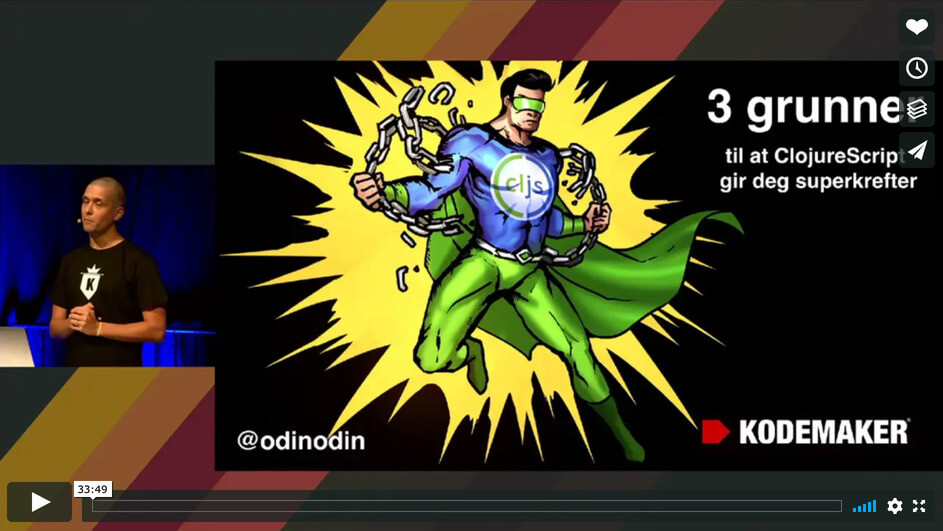 3 grunner
til at ClojureScript
gir deg superkrefter
cljs
K
@odinodin
KODEMAKER
33:49